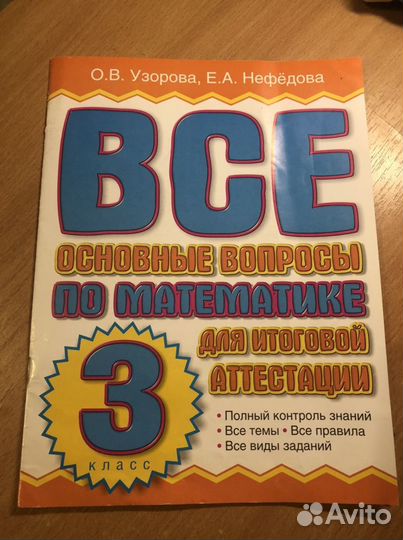 О.В. Узорова, Е.А. Нефёдова
ВСЕ
ОСНОВНЫЕ ВОПРОСЫ
ПО МАТЕМАТИКЕ
ДЛЯ ИТОГОВОЙ
АТТЕСТАЦИИ
3
класс
• Полный контроль знаний
• Все темы • Все правила
• Все виды заданий
Avito